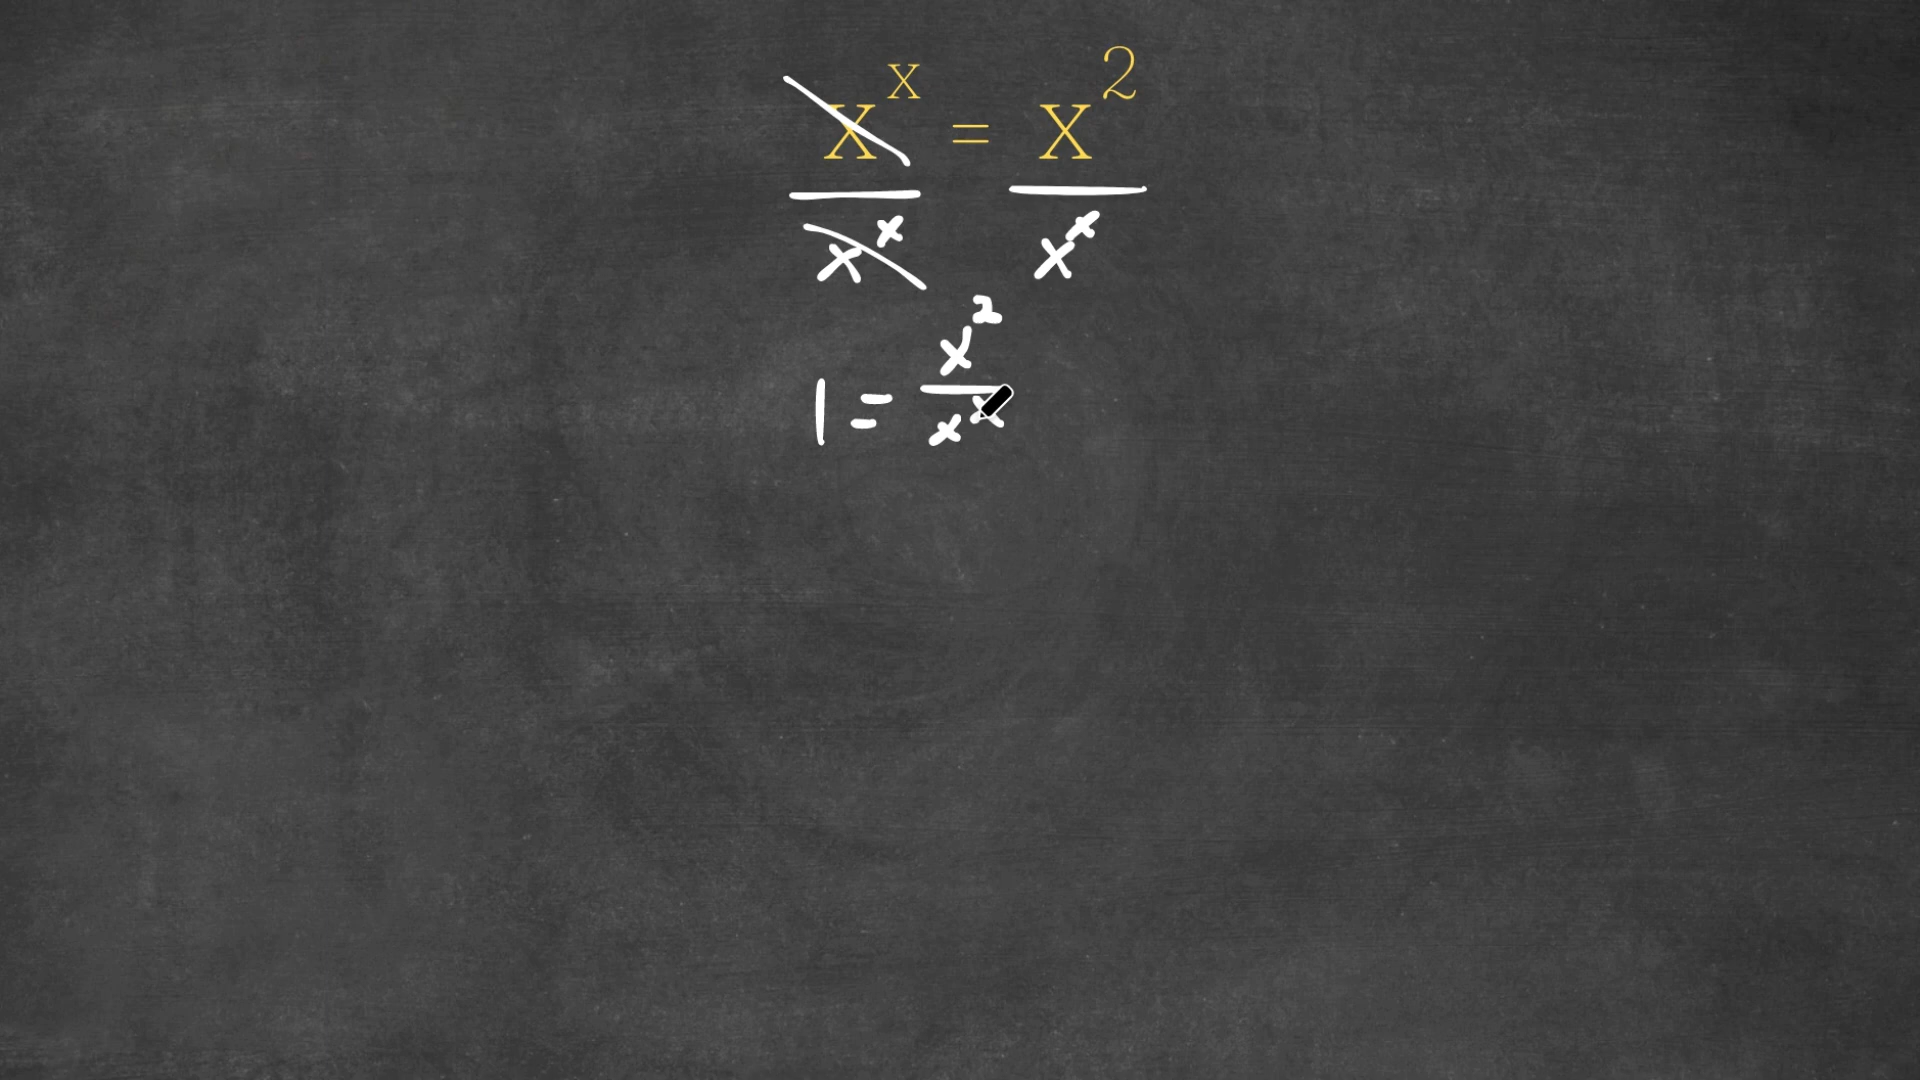 x^x = x^2
x^x x^x
x^2
1 = ―
x^x